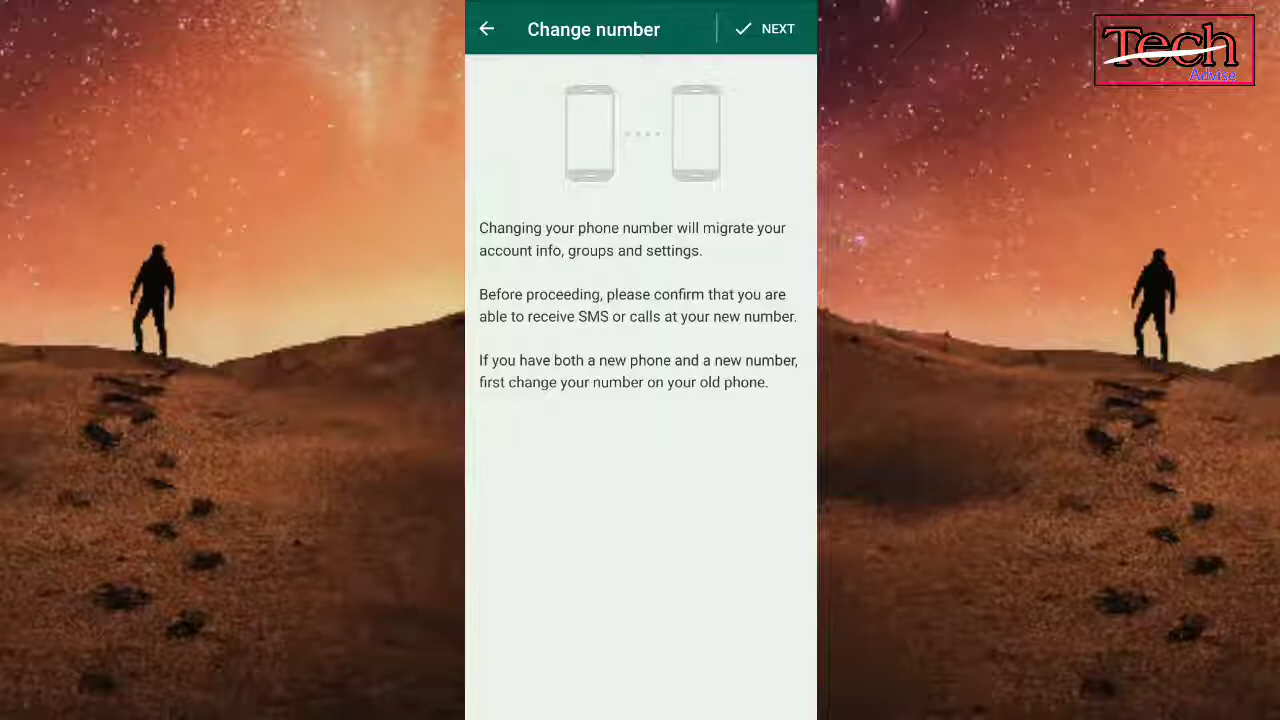 Change number
NEXT
Tech
Advise
Changing your phone number will migrate your
account info, groups and settings.
Before proceeding, please confirm that you are
able to receive SMS or calls at your new number.
If you have both a new phone and a new number,
first change your number on your old phone.